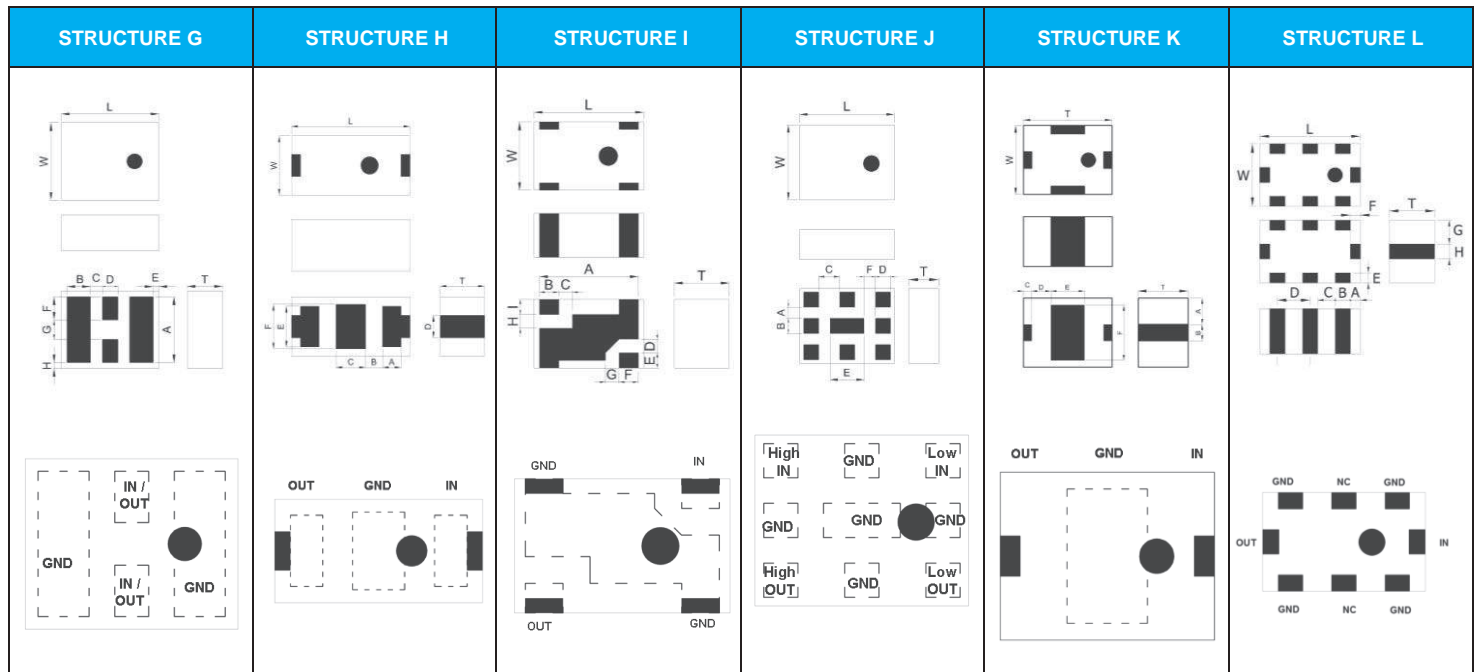 STRUCTURE G
STRUCTURE H
STRUCTURE I
STRUCTURE J
STRUCTURE K
STRUCTURE L
L
W
B
C
D
E
T
F
G
H
A
IN /
OUT
GND
IN /
OUT
GND
L
W
T
F
E
D
C
B
A
OUT
GND
IN
L
W
A
B
C
T
I
H
D
E
G
F
GND
IN
OUT
GND
L
W
C
F
D
T
A
B
E
High
IN
GND
Low
IN
GND
GND
GND
High
OUT
GND
Low
OUT
T
W
C
D
E
T
F
A
B
OUT
GND
IN
L
W
F
T
G
H
E
D
C
B
A
GND
NC
GND
OUT
IN
GND
NC
GND